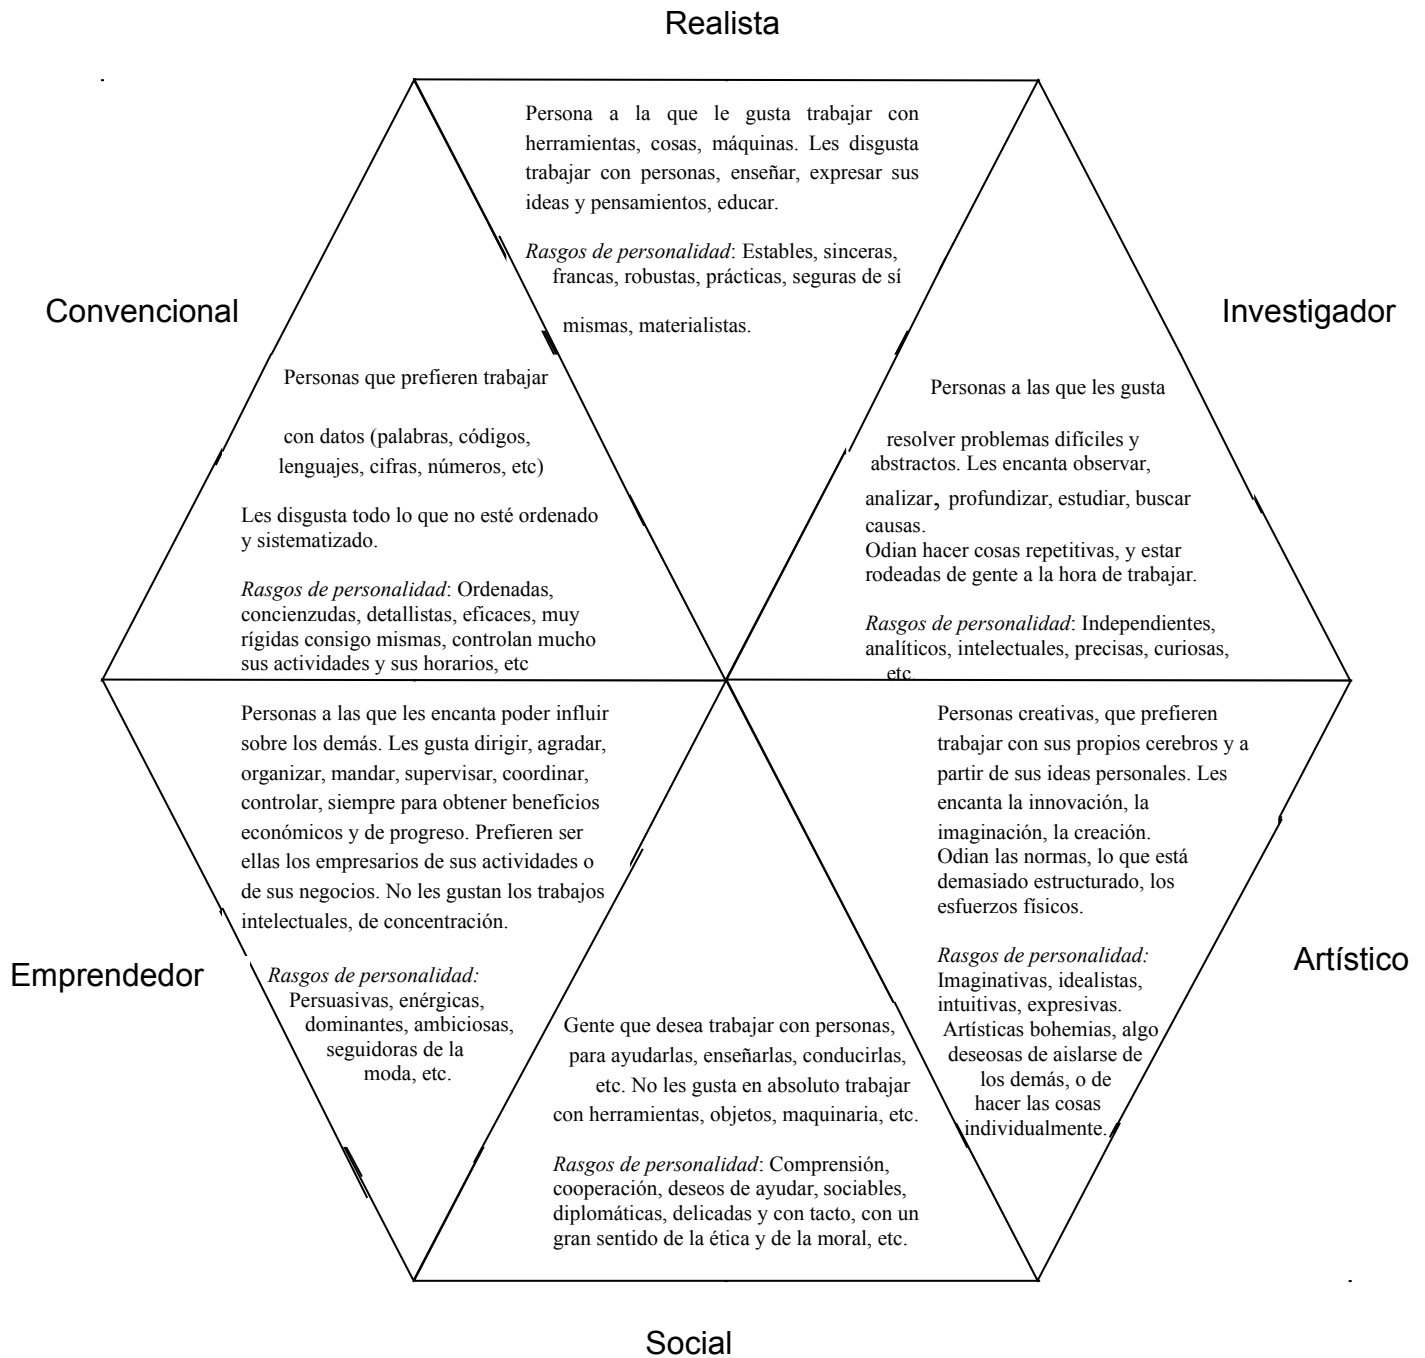 Realista
Persona a la que le gusta trabajar con
herramientas, cosas, máquinas. Les disgusta
trabajar con personas, enseñar, expresar sus
ideas y pensamientos, educar.
Rasgos de personalidad: Estables, sinceras,
francas, robustas, prácticas, seguras de sí
mismas, materialistas.
Convencional
Personas que prefieren trabajar
con datos (palabras, códigos,
lenguajes, cifras, números, etc)
Les disgusta todo lo que no esté ordenado
y sistematizado.
Rasgos de personalidad: Ordenadas,
concienzudas, detallistas, eficaces, muy
rígidas consigo mismas, controlan mucho
sus actividades y sus horarios, etc
Investigador
Personas a las que les gusta
resolver problemas difíciles y
abstractos. Les encanta observar,
analizar, profundizar, estudiar, buscar
causas.
Odian hacer cosas repetitivas, y estar
rodeadas de gente a la hora de trabajar.
Rasgos de personalidad: Independientes,
analíticos, intelectuales, precisas, curiosas,
etc
Personas a las que les encanta poder influir
sobre los demás. Les gusta dirigir, agradar,
organizar, mandar, supervisar, coordinar,
controlar, siempre para obtener beneficios
económicos y de progreso. Prefieren ser
ellas los empresarios de sus actividades o
de sus negocios. No les gustan los trabajos
intelectuales, de concentración.
Emprendedor
Rasgos de personalidad:
Persuasivas, enérgicas,
dominantes, ambiciosas,
seguidoras de la
moda, etc.
Personas creativas, que prefieren
trabajar con sus propios cerebros y a
partir de sus ideas personales. Les
encanta la innovación, la
imaginación, la creación.
Odian las normas, lo que está
demasiado estructurado, los
esfuerzos físicos.
Artístico
Rasgos de personalidad:
Imaginativas, idealistas,
intuitivas, expresivas.
Artísticas bohemias, algo
deseosas de aislarse de
los demás, o de
hacer las cosas
individualmente.
Gente que desea trabajar con personas,
para ayudarlas, enseñarlas, conducirlas,
etc. No les gusta en absoluto trabajar
con herramientas, objetos, maquinaria, etc.
Rasgos de personalidad: Comprensión,
cooperación, deseos de ayudar, sociables,
diplomáticas, delicadas y con tacto, con un
gran sentido de la ética y de la moral, etc.
Social